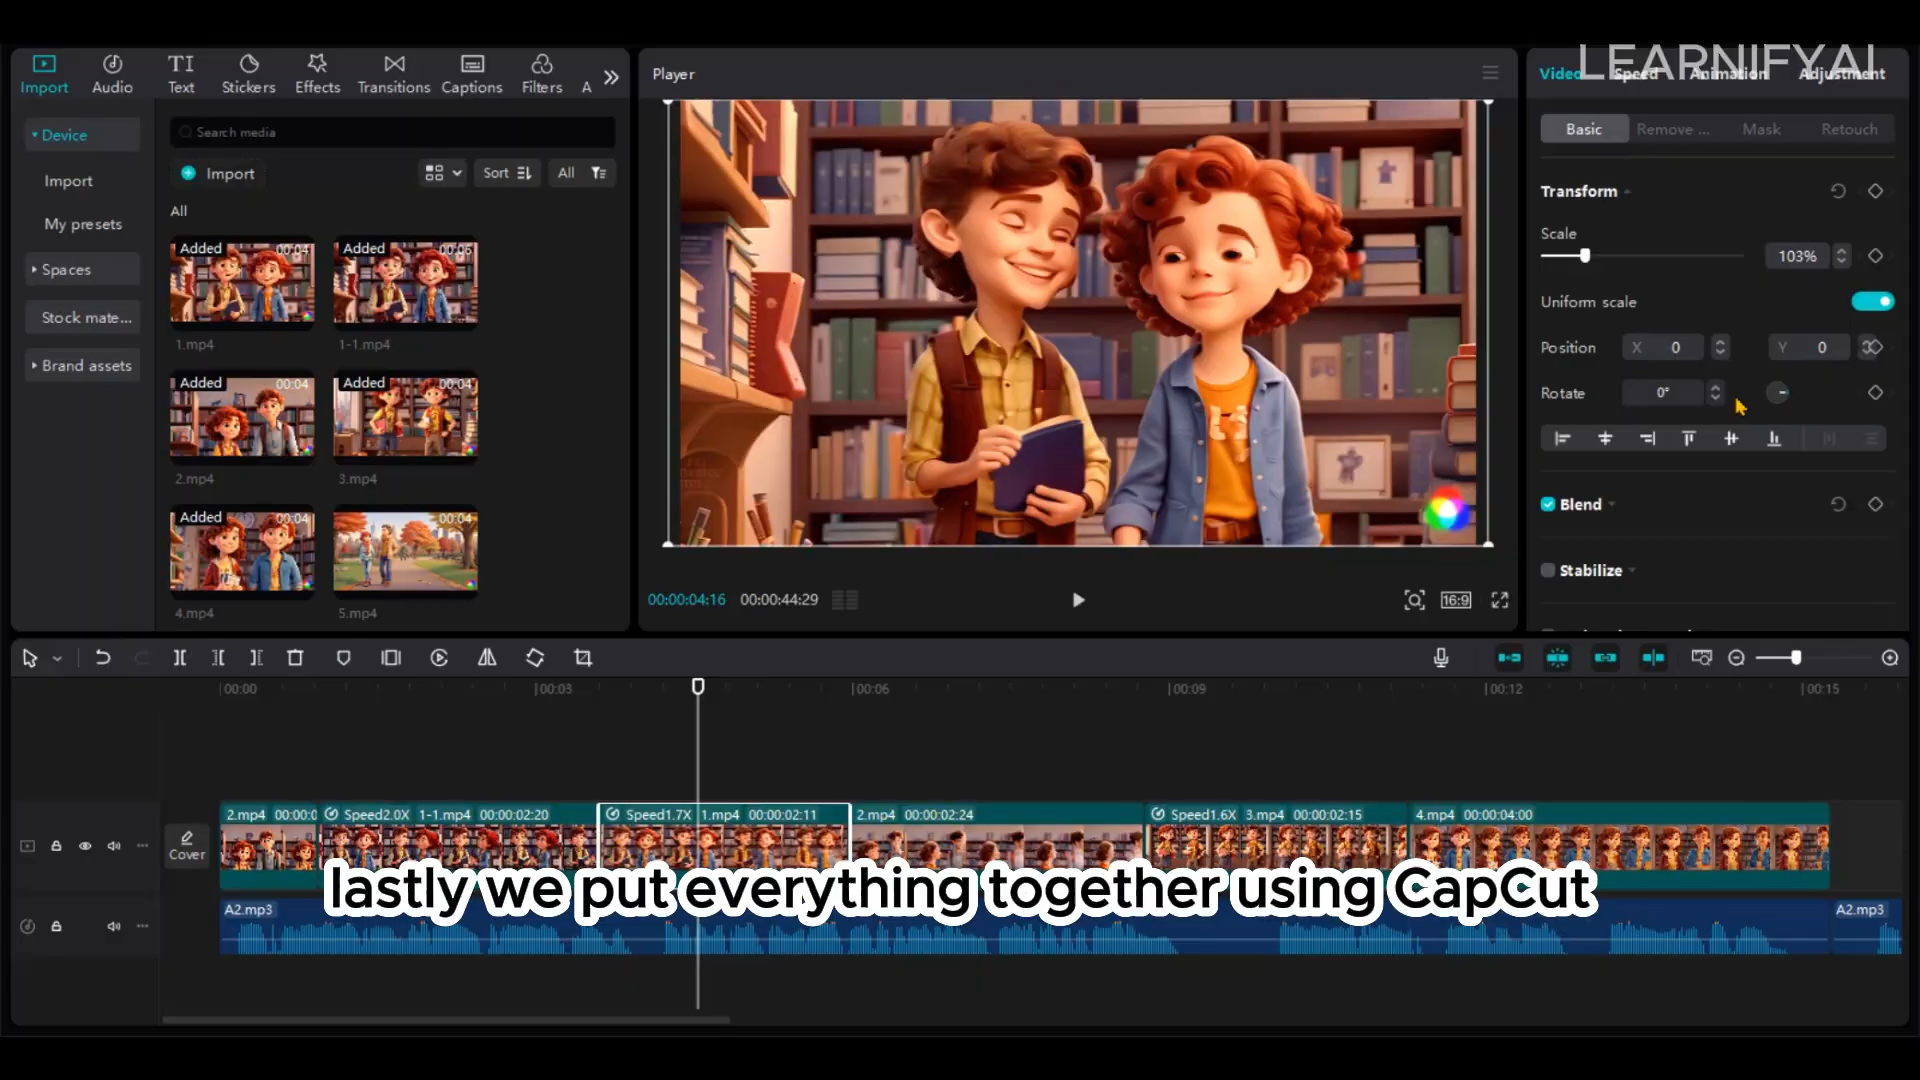 LEARNIFYAI
Import
Audio
Text
Stickers
Effects
Transitions
Captions
Filters
A
Player
Video
Speed
Animation
Adjustment
Device
Import
My presets
Spaces
Stock mate...
Brand assets
Search media
Import
Sort
All
All
Added 00:04
1.mp4
Added 00:06
1-1.mp4
Added 00:04
2.mp4
Added 00:04
3.mp4
Added 00:04
4.mp4
00:04
5.mp4
00:00:04:16 00:00:44:29
16:9
Basic
Remove ...
Mask
Retouch
Transform
Scale
103%
Uniform scale
Position X 0 Y 0
Rotate 0°
Blend
Stabilize
00:00 00:03 00:06 00:09 00:12 00:15
Cover
2.mp4 00:00:0
Speed2.0X 1-1.mp4 00:00:02:20
Speed1.7X 1.mp4 00:00:02:11
2.mp4 00:00:02:24
Speed1.6X 3.mp4 00:00:02:15
4.mp4 00:00:04:00
lastly we put everything together using CapCut
A2.mp3
A2.mp3